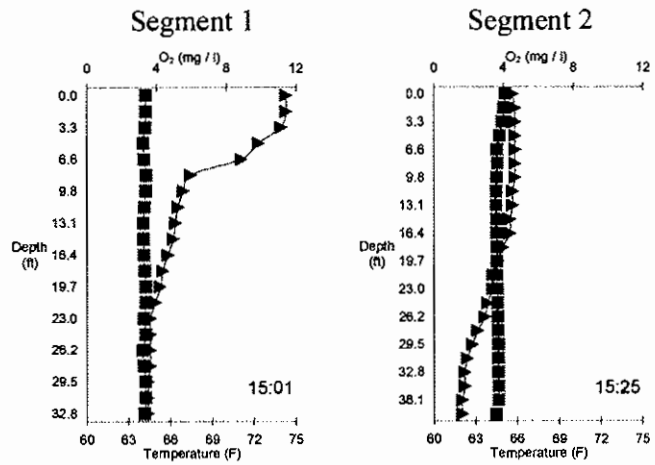 Segment 1
O₂ (mg / l)
0 4 8 12
0.0
3.3
6.6
9.8
13.1
Depth
(ft)
16.4
19.7
23.0
26.2
29.5
32.8
15:01
60 63 66 69 72 75
Temperature (F)
Segment 2
O₂ (mg / l)
0 4 8 12
0.0
3.3
6.6
9.8
13.1
Depth
(ft)
16.4
19.7
23.0
26.2
29.5
32.8
38.1
15:25
60 63 66 69 72 75
Temperature (F)